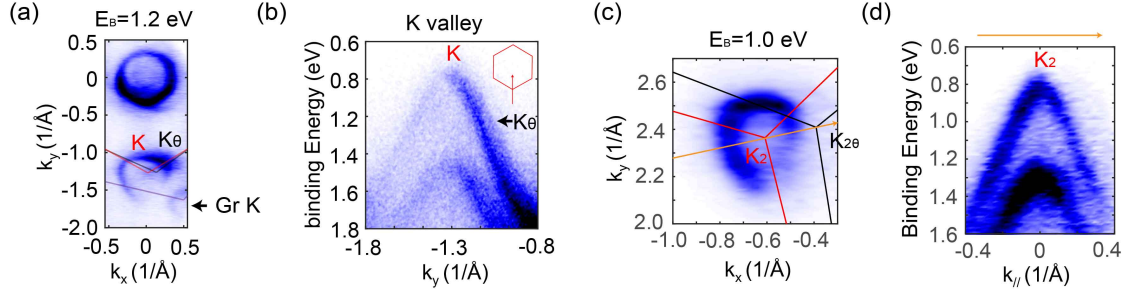 (a)
E_B=1.2 eV
0.5
0
-0.5
-1.0
-1.5
-2.0
k_y (1/Å)
K
K_θ
Gr K
-0.5
0
0.5
k_x (1/Å)
(b)
K valley
0.6
0.8
1.0
1.2
1.4
1.6
1.8
binding Energy (eV)
K
K_θ
1.8
-1.3
-0.8
k_y (1/Å)
(c)
E_B=1.0 eV
2.6
2.4
2.2
2.0
k_y (1/Å)
K_2
K_2θ
-1.0
-0.8
-0.6
-0.4
k_x (1/Å)
(d)
0.6
0.8
1.0
1.2
1.4
1.6
Binding Energy (eV)
K_2
-0.4
0
0.4
k_// (1/Å)